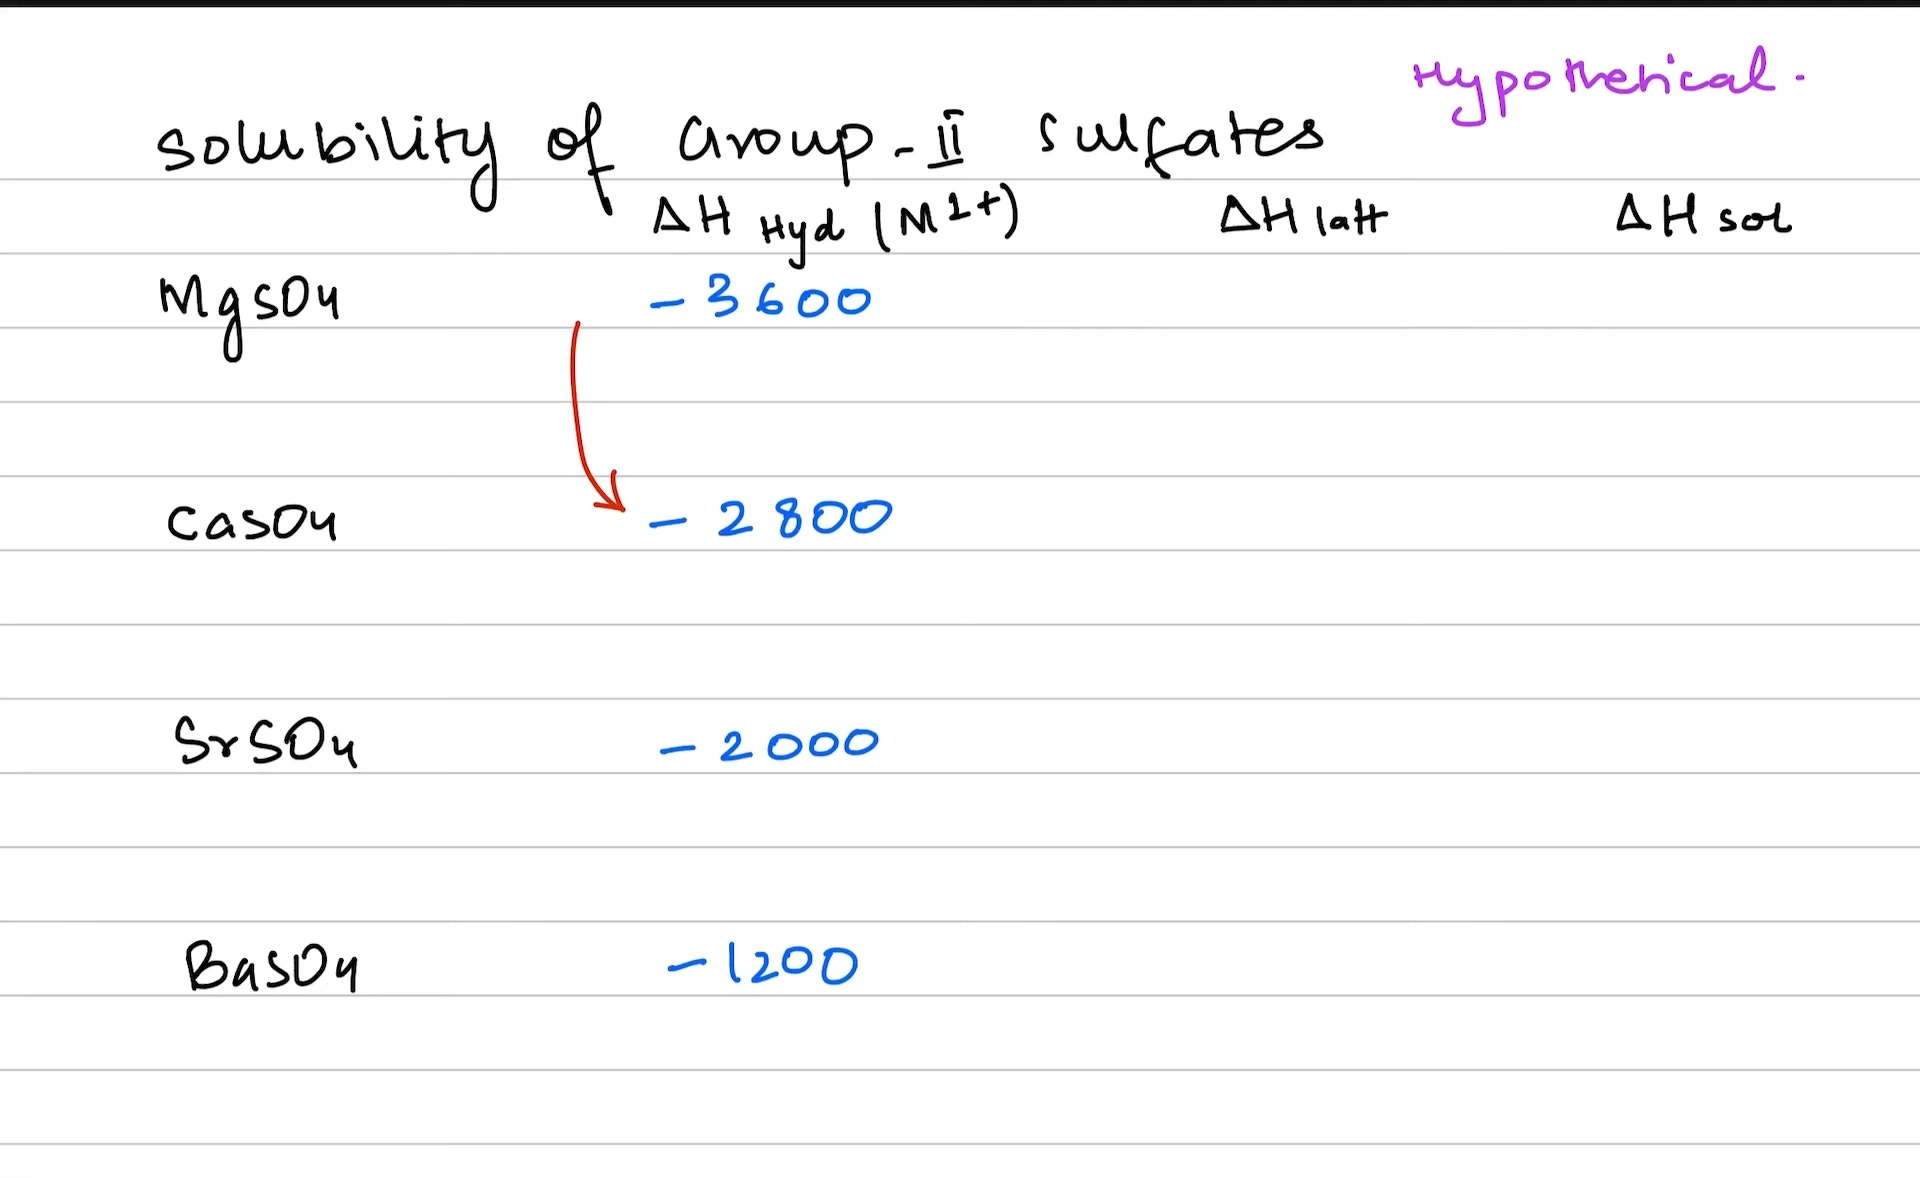 Hypothetical.
Solubility of Group-II sulfates
ΔH Hyd (M²⁺) ΔH latt ΔH sol
MgSO4 - 3600
CaSO4 - 2800
SrSO4 - 2000
BaSO4 - 1200